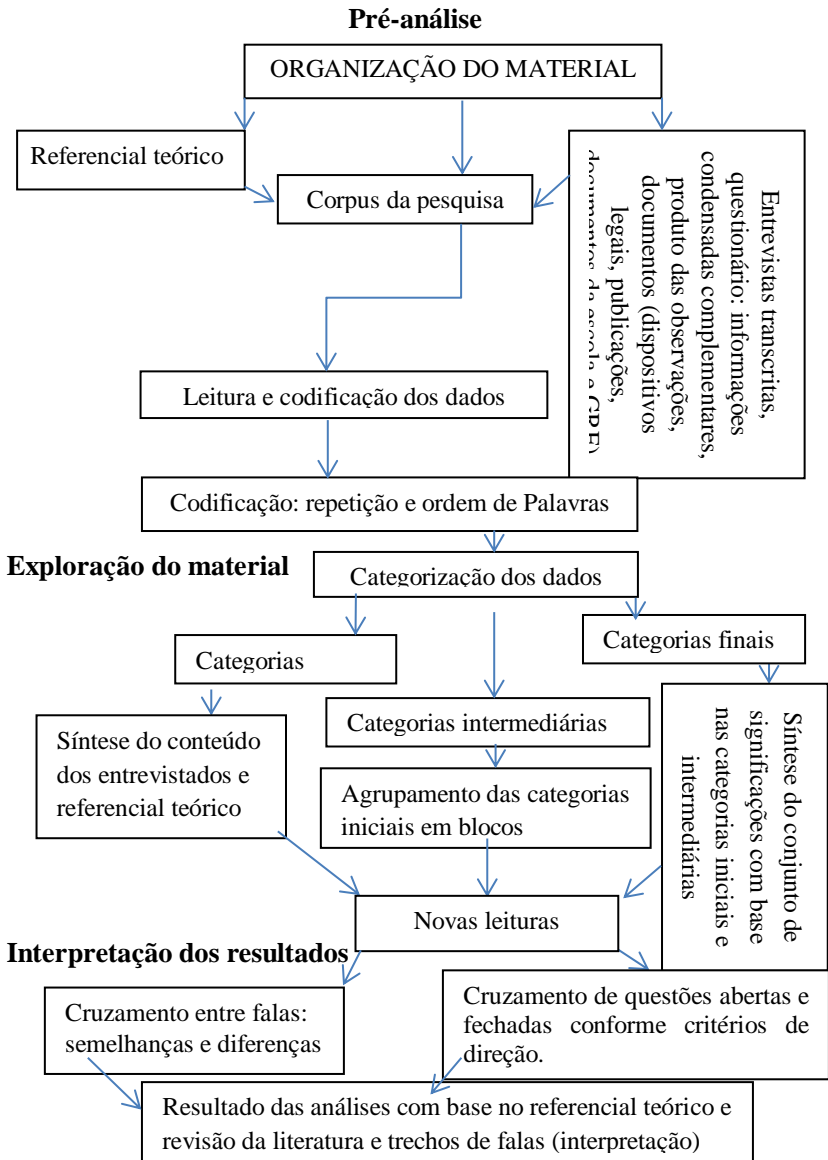 Pré-análise
ORGANIZAÇÃO DO MATERIAL
Referencial teórico
Corpus da pesquisa
Entrevistas transcritas,
questionário: informações
condensadas complementares,
produto das observações,
documentos (dispositivos
legais, publicações,
documentos da escola e GRE)
Leitura e codificação dos dados
Codificação: repetição e ordem de Palavras
Exploração do material
Categorização dos dados
Categorias
Categorias finais
Categorias intermediárias
Síntese do conteúdo
dos entrevistados e
referencial teórico
Agrupamento das categorias
iniciais em blocos
Síntese do conjunto de
significações com base
nas categorias iniciais e
intermediárias
Novas leituras
Interpretação dos resultados
Cruzamento entre falas:
semelhanças e diferenças
Cruzamento de questões abertas e
fechadas conforme critérios de
direção.
Resultado das análises com base no referencial teórico e
revisão da literatura e trechos de falas (interpretação)